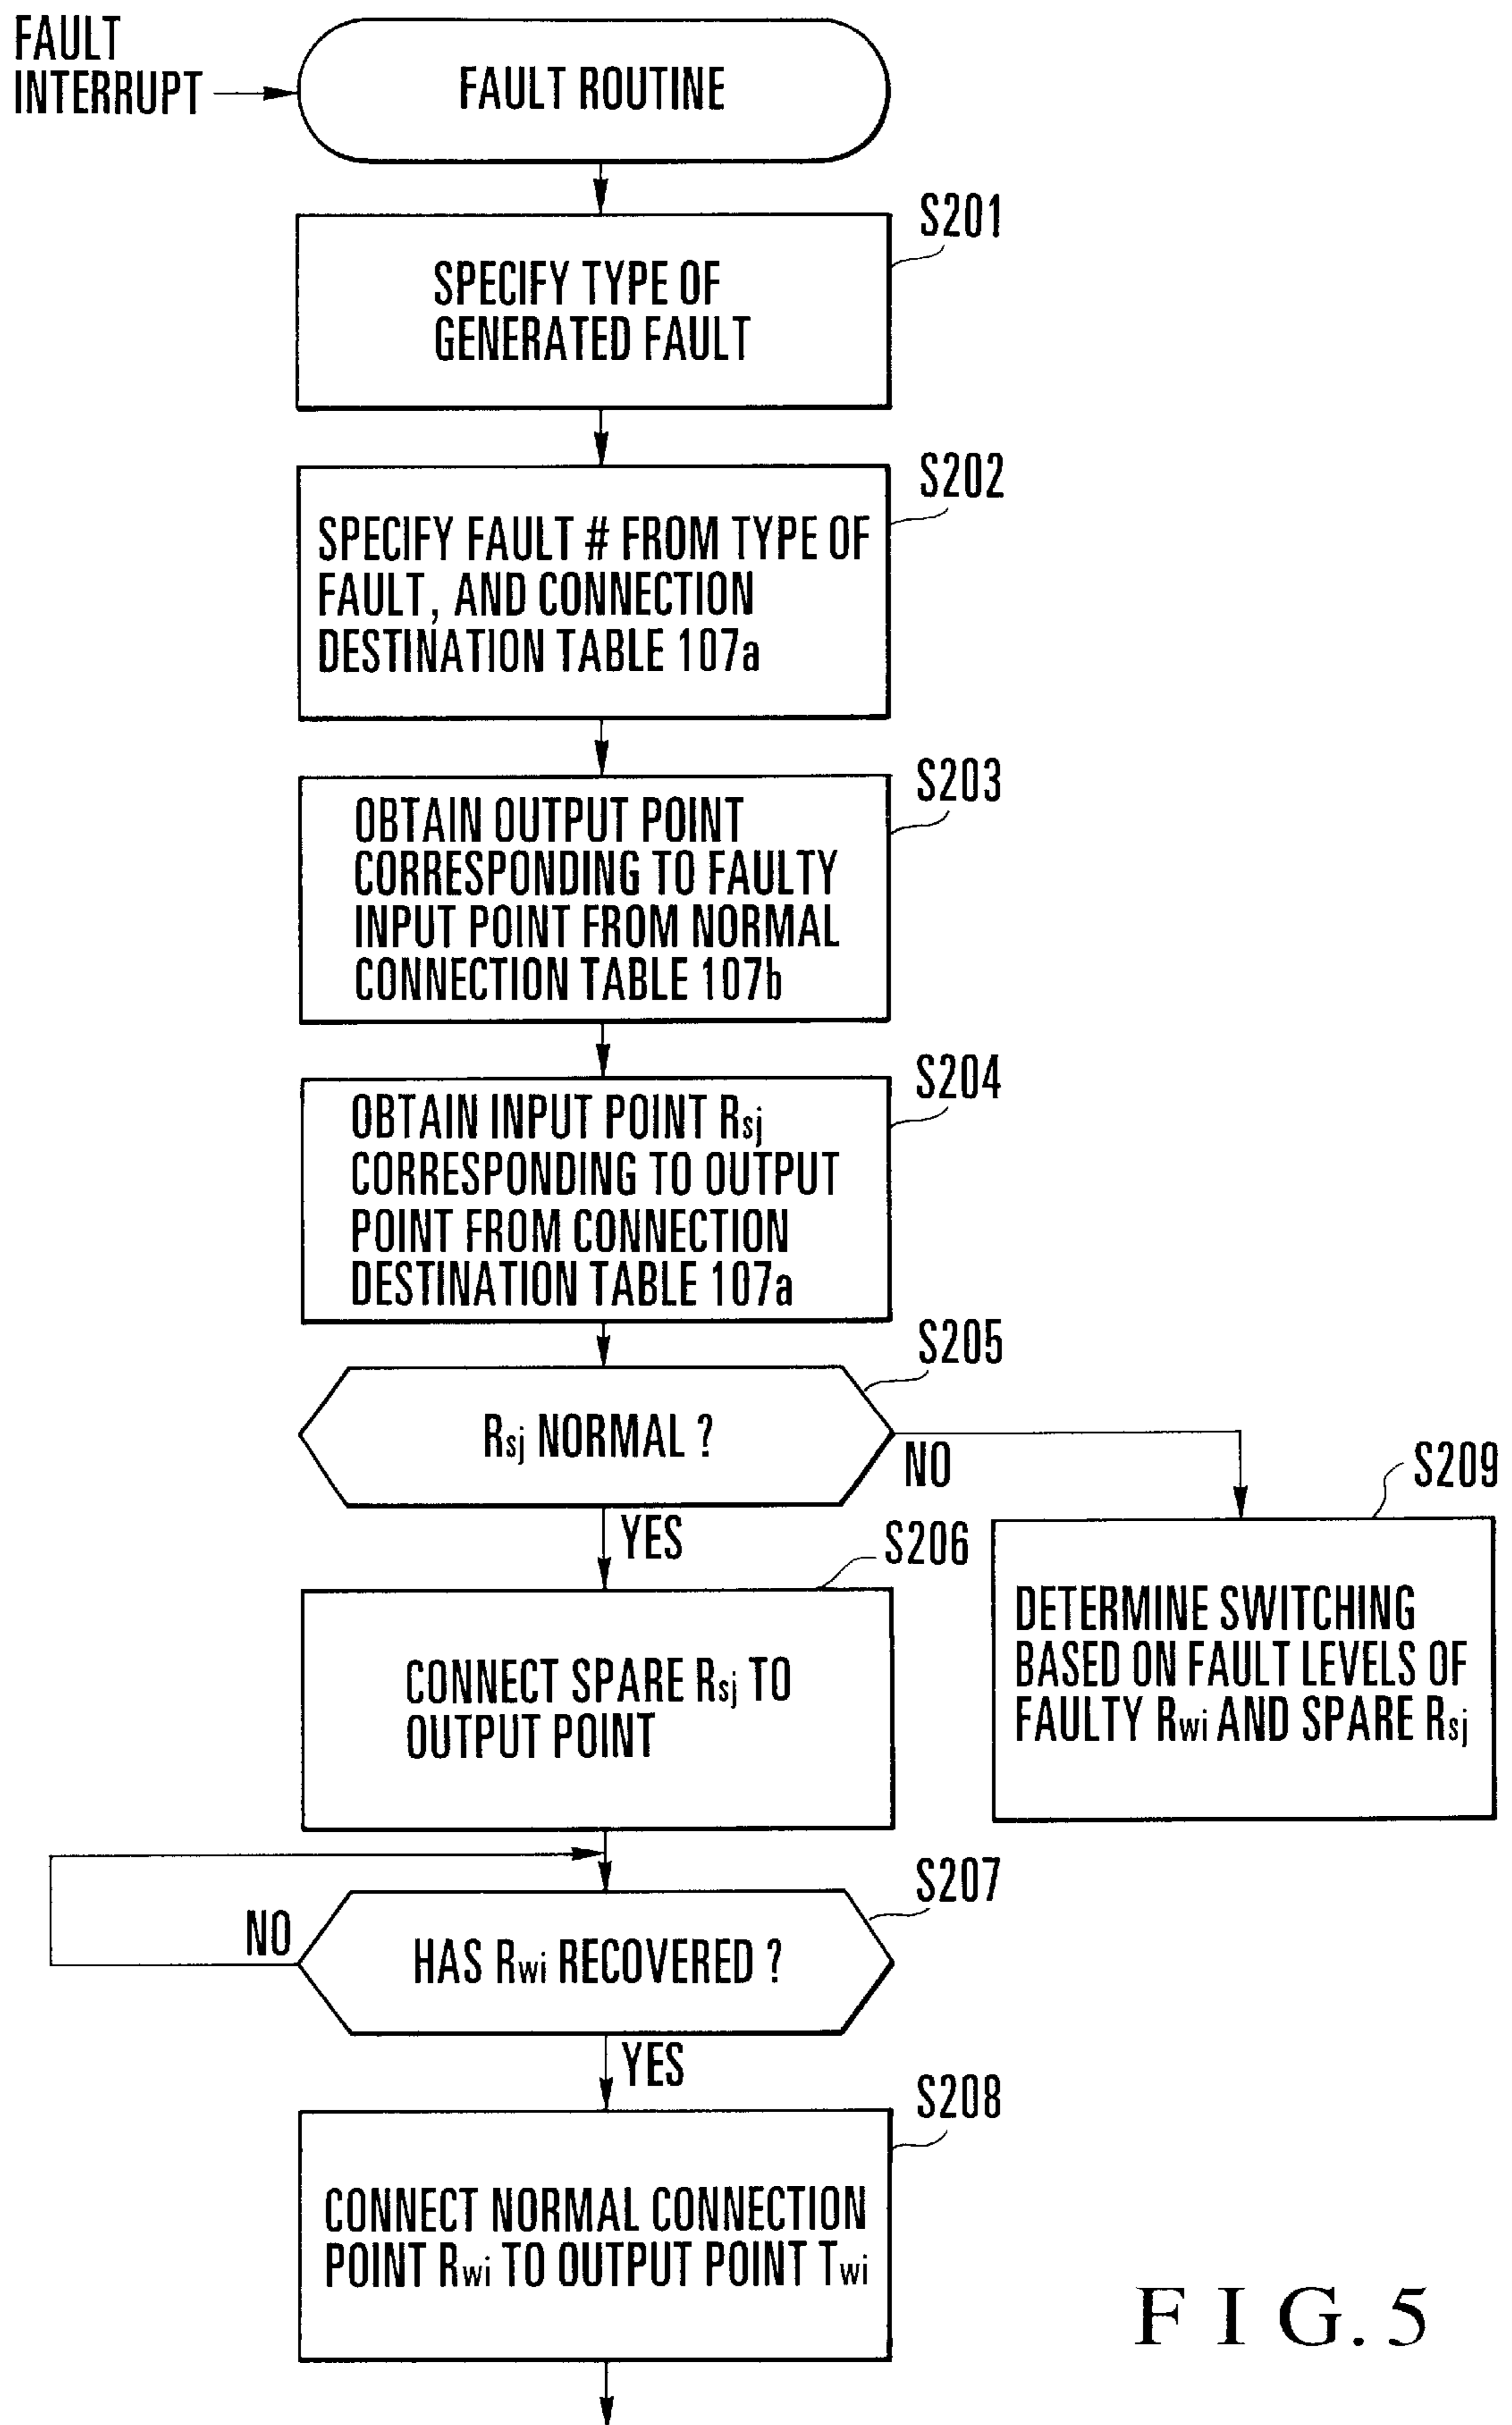 FAULT
INTERRUPT
FAULT ROUTINE
S201
SPECIFY TYPE OF
GENERATED FAULT
S202
SPECIFY FAULT # FROM TYPE OF
FAULT, AND CONNECTION
DESTINATION TABLE 107a
S203
OBTAIN OUTPUT POINT
CORRESPONDING TO FAULTY
INPUT POINT FROM NORMAL
CONNECTION TABLE 107b
S204
OBTAIN INPUT POINT Rsj
CORRESPONDING TO OUTPUT
POINT FROM CONNECTION
DESTINATION TABLE 107a
S205
Rsj NORMAL ?
NO
YES
S209
DETERMINE SWITCHING
BASED ON FAULT LEVELS OF
FAULTY Rwi AND SPARE Rsj
S206
CONNECT SPARE Rsj TO
OUTPUT POINT
S207
NO
HAS Rwi RECOVERED ?
YES
S208
CONNECT NORMAL CONNECTION
POINT Rwi TO OUTPUT POINT Twi
FIG. 5